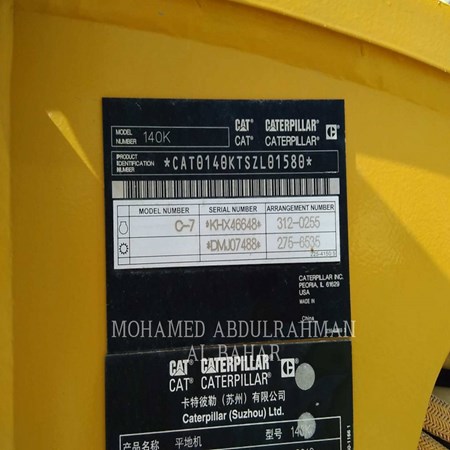 MODEL NUMBER 140K CAT CATERPILLAR C
CAT CATERPILLAR C
PRODUCT IDENTIFICATION NUMBER *CAT0140KTSZL01580*
MODEL NUMBER SERIAL NUMBER ARRANGEMENT NUMBER
C-7 *KHX46648* 312-0255
*DMJ07488* 275-6535
CATERPILLAR INC.
PEORIA, IL 61629
USA
MADE IN
China
MOHAMED ABDULRAHMAN
AL BAHAR
CAT CATERPILLAR C
CAT CATERPILLAR C
卡特彼勒（苏州）有限公司
Caterpillar (Suzhou) Ltd.
产品名称 平地机 型号 140K